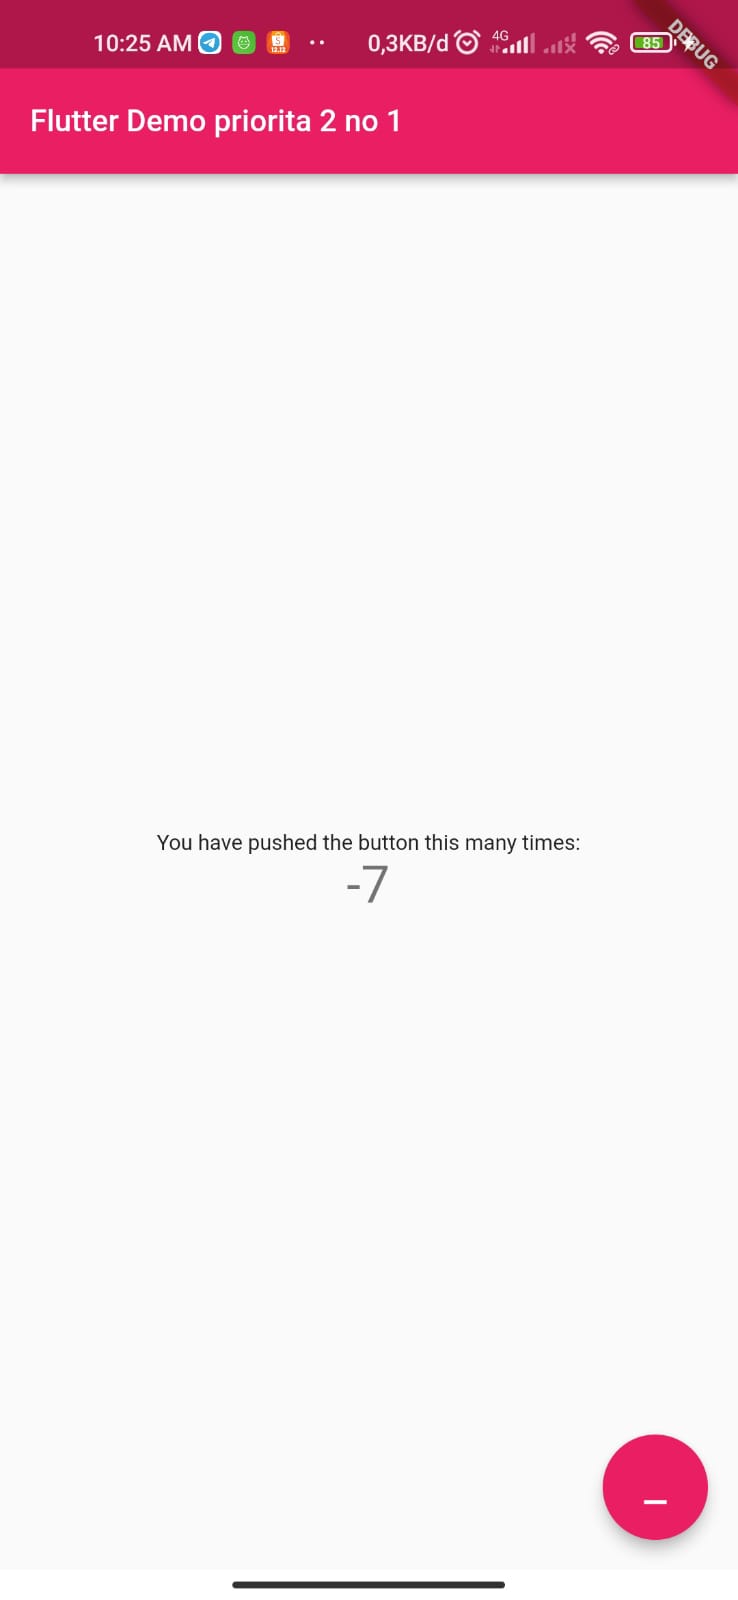 10:25 AM 0,3KB/d 4G 85
DEBUG
Flutter Demo priorita 2 no 1
You have pushed the button this many times:
-7